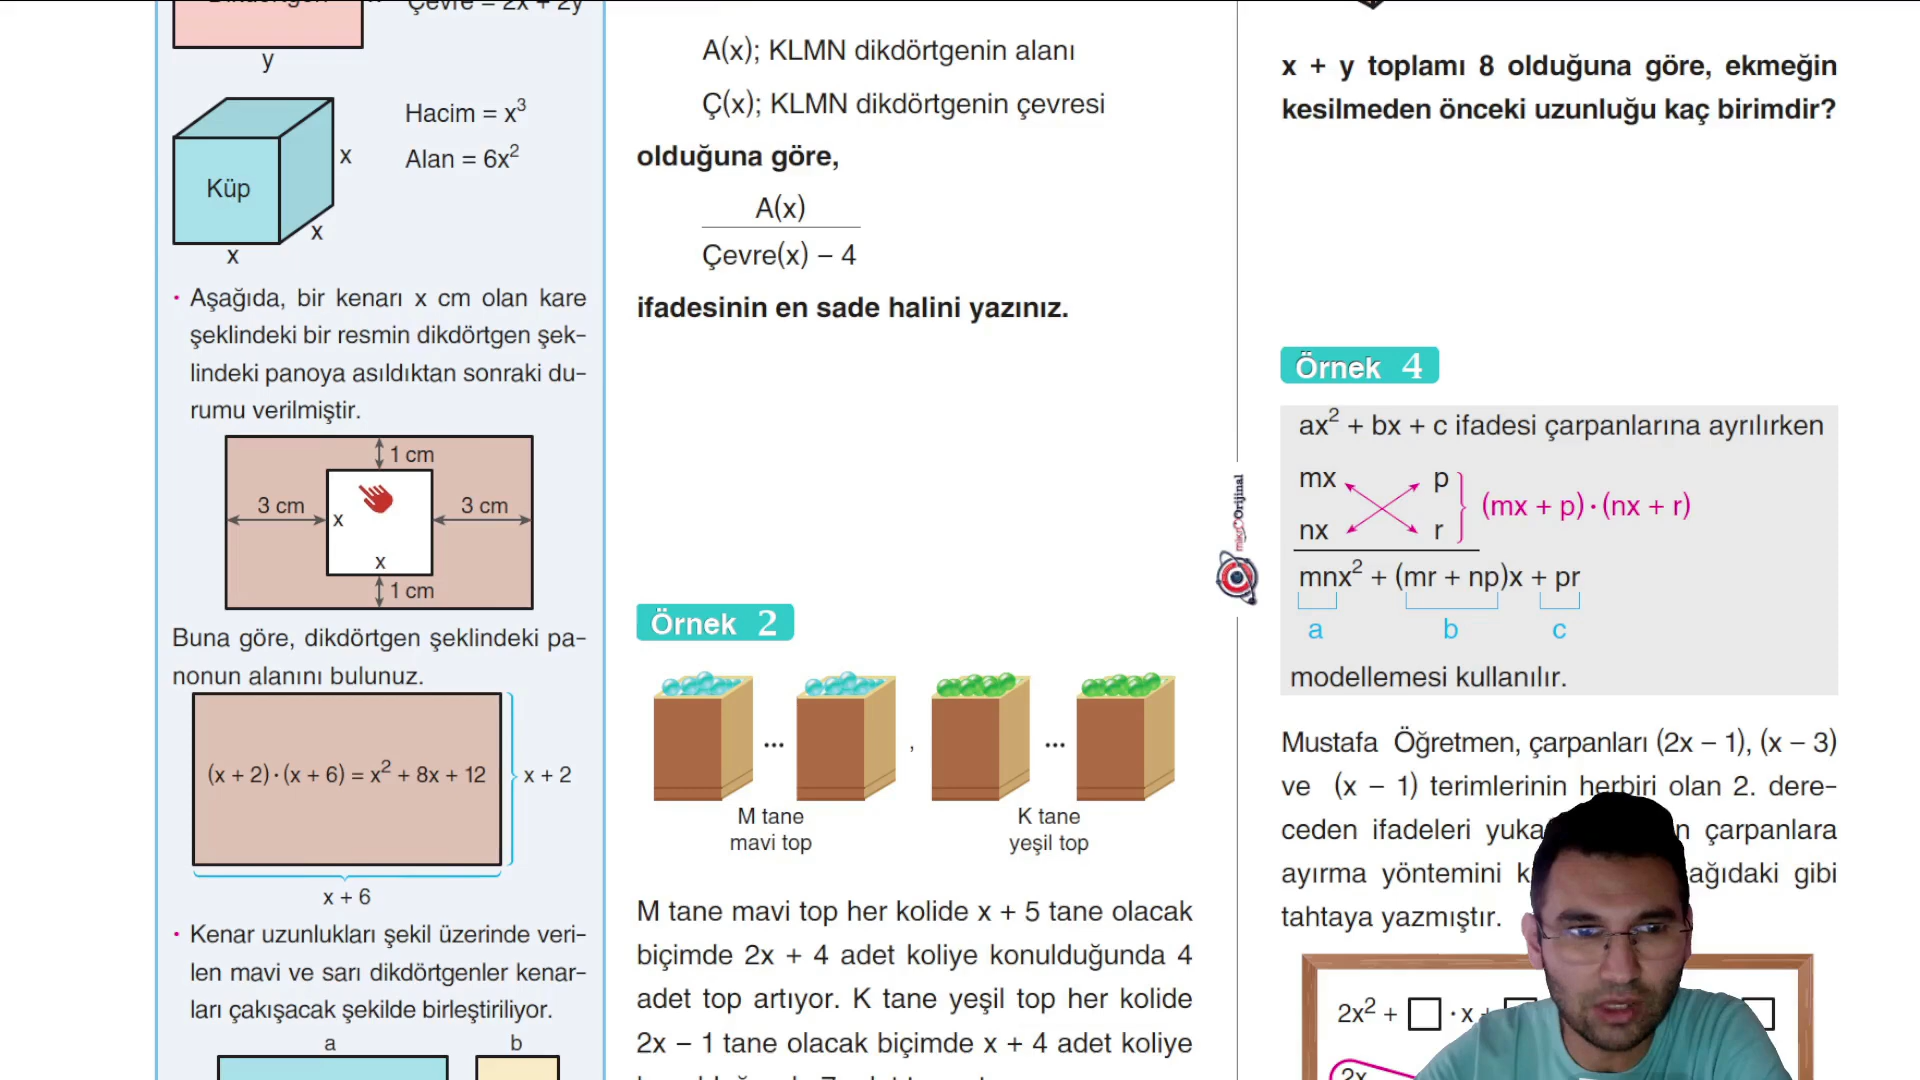 Çevre = 2x + 2y
y
Hacim = x³
Alan = 6x²
Küp
x
x
x
• Aşağıda, bir kenarı x cm olan kare
şeklindeki bir resmin dikdörtgen şek–
lindeki panoya asıldıktan sonraki du–
rumu verilmiştir.
1 cm
3 cm
x
3 cm
x
1 cm
Buna göre, dikdörtgen şeklindeki pa–
nonun alanını bulunuz.
(x + 2)·(x + 6) = x² + 8x + 12
x + 2
x + 6
• Kenar uzunlukları şekil üzerinde veri–
len mavi ve sarı dikdörtgenler kenar–
ları çakışacak şekilde birleştiriliyor.
a
b
A(x); KLMN dikdörtgenin alanı
Ç(x); KLMN dikdörtgenin çevresi
olduğuna göre,
A(x)
Çevre(x) – 4
ifadesinin en sade halini yazınız.
Örnek 2
... , ...
M tane
mavi top
K tane
yeşil top
M tane mavi top her kolide x + 5 tane olacak
biçimde 2x + 4 adet koliye konulduğunda 4
adet top artıyor. K tane yeşil top her kolide
2x – 1 tane olacak biçimde x + 4 adet koliye
Orijinal
x + y toplamı 8 olduğuna göre, ekmeğin
kesilmeden önceki uzunluğu kaç birimdir?
Örnek 4
ax² + bx + c ifadesi çarpanlarına ayrılırken
mx p
(mx + p)·(nx + r)
nx r
mnx² + (mr + np)x + pr
a b c
modellemesi kullanılır.
Mustafa Öğretmen, çarpanları (2x – 1), (x – 3)
ve (x – 1) terimlerinin herbiri olan 2. dere–
ceden ifadeleri çarpanlara
ayırma yöntemini gibi
tahtaya yazmıştır.
2x² + □ · x +
2x